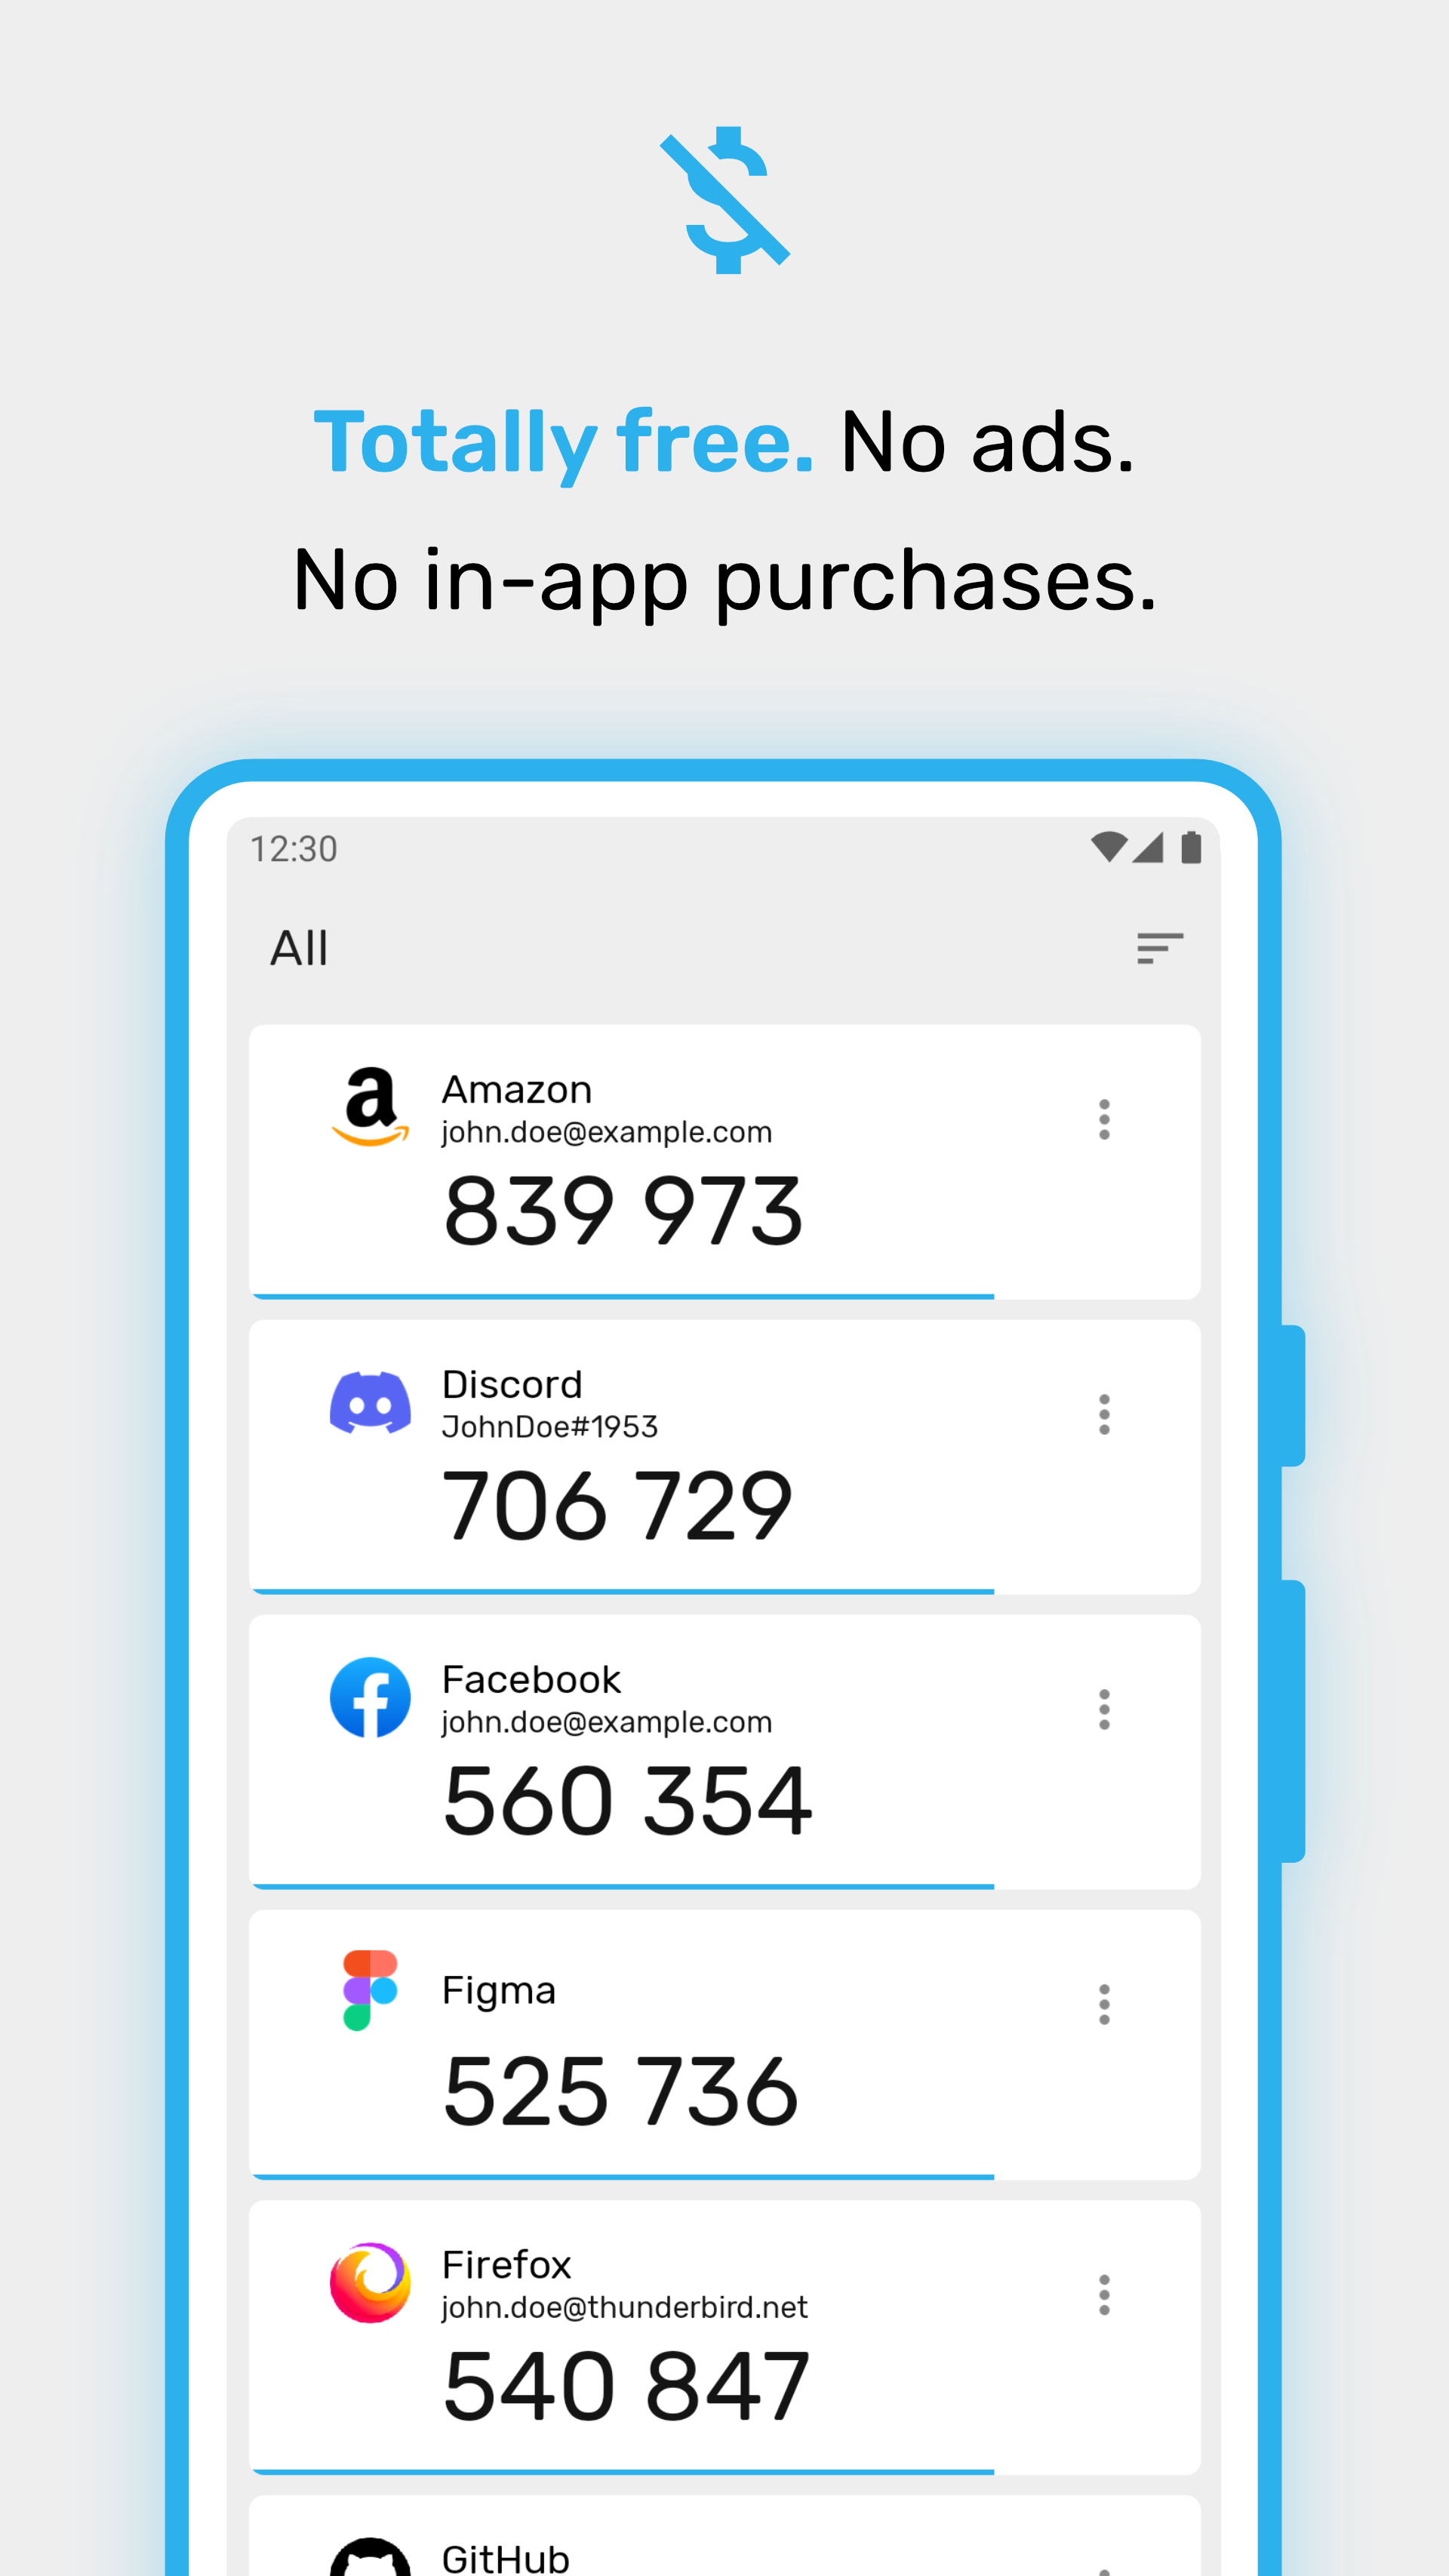 Totally free. No ads.
No in-app purchases.
12:30
All
Amazon
john.doe@example.com
839 973
Discord
JohnDoe#1953
706 729
Facebook
john.doe@example.com
560 354
Figma
525 736
Firefox
john.doe@thunderbird.net
540 847
GitHub